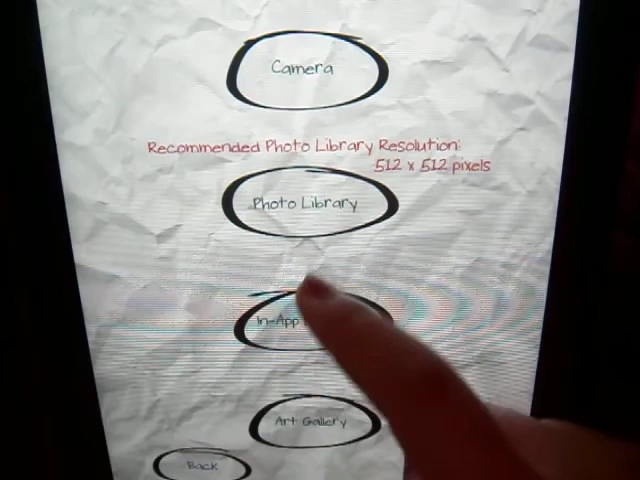 Camera
Recommended Photo Library Resolution:
512 x 512 pixels
Photo Library
In-App
Art Gallery
Back